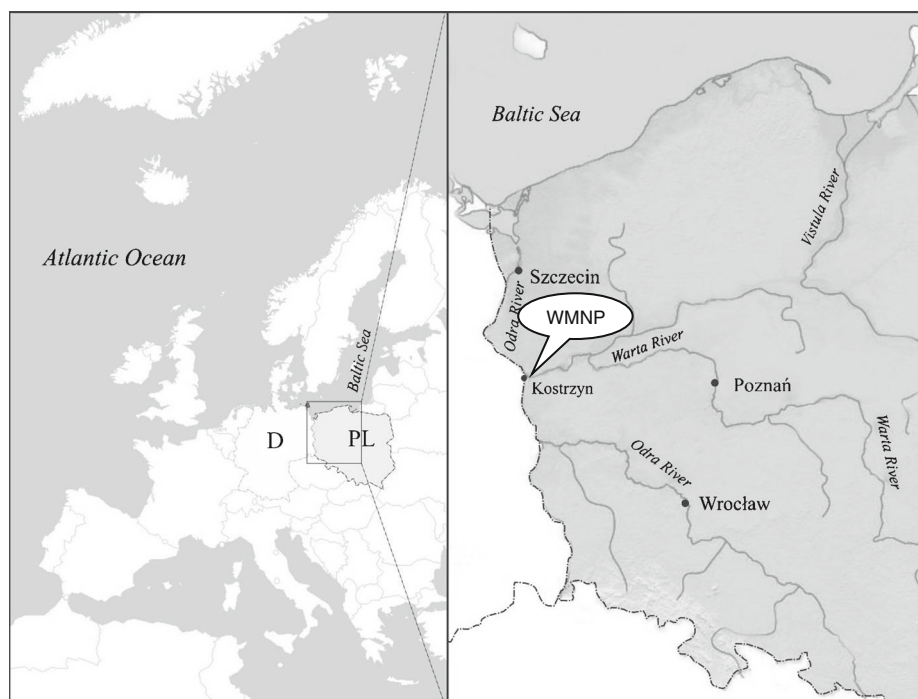 Atlantic Ocean
Baltic Sea
D
PL
Baltic Sea
Vistula River
Szczecin
Odra River
WMNP
Warta River
Kostrzyn
Poznań
Warta River
Odra River
Wrocław